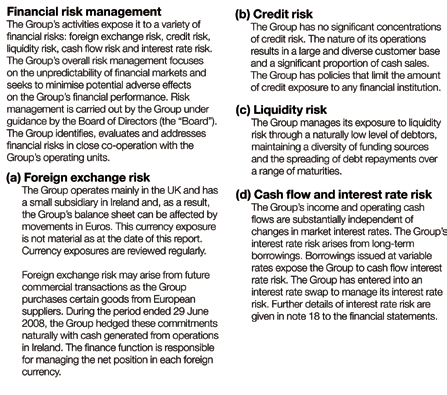 Financial risk management
The Group's activities expose it to a variety of
financial risks: foreign exchange risk, credit risk,
liquidity risk, cash flow risk and interest rate risk.
The Group's overall risk management focuses
on the unpredictability of financial markets and
seeks to minimise potential adverse effects
on the Group's financial performance. Risk
management is carried out by the Group under
guidance by the Board of Directors (the "Board").
The Group identifies, evaluates and addresses
financial risks in close co-operation with the
Group's operating units.
(a) Foreign exchange risk
The Group operates mainly in the UK and has
a small subsidiary in Ireland and, as a result,
the Group's balance sheet can be affected by
movements in Euros. This currency exposure
is not material as at the date of this report.
Currency exposures are reviewed regularly.
Foreign exchange risk may arise from future
commercial transactions as the Group
purchases certain goods from European
suppliers. During the period ended 29 June
2008, the Group hedged these commitments
naturally with cash generated from operations
in Ireland. The finance function is responsible
for managing the net position in each foreign
currency.
(b) Credit risk
The Group has no significant concentrations
of credit risk. The nature of its operations
results in a large and diverse customer base
and a significant proportion of cash sales.
The Group has policies that limit the amount
of credit exposure to any financial institution.
(c) Liquidity risk
The Group manages its exposure to liquidity
risk through a naturally low level of debtors,
maintaining a diversity of funding sources
and the spreading of debt repayments over
a range of maturities.
(d) Cash flow and interest rate risk
The Group's income and operating cash
flows are substantially independent of
changes in market interest rates. The Group's
interest rate risk arises from long-term
borrowings. Borrowings issued at variable
rates expose the Group to cash flow interest
rate risk. The Group has entered into an
interest rate swap to manage its interest rate
risk. Further details of interest rate risk are
given in note 18 to the financial statements.